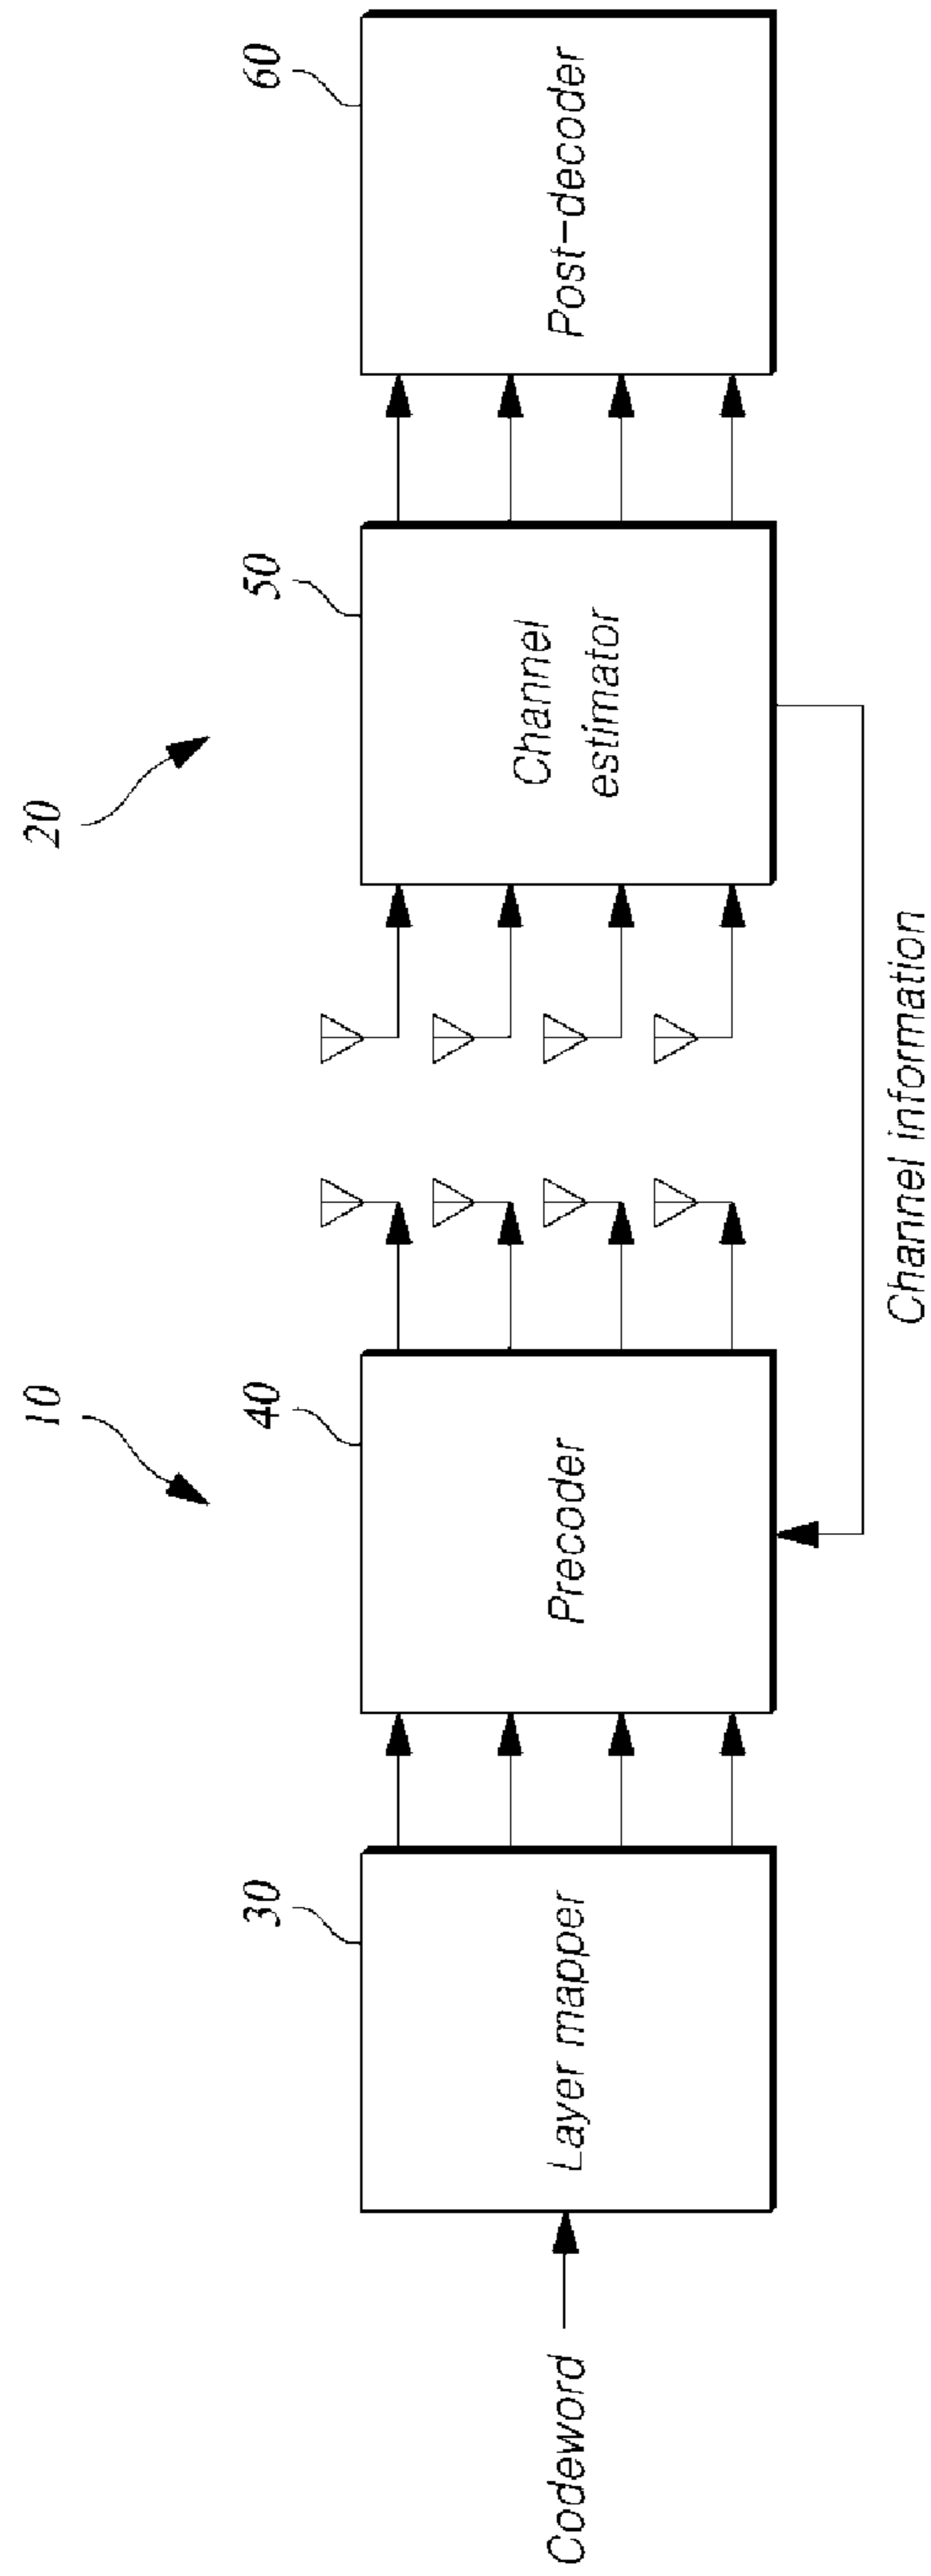 10
20
30
40
50
60
Codeword
Layer mapper
Precoder
Channel
estimator
Post-decoder
Channel information